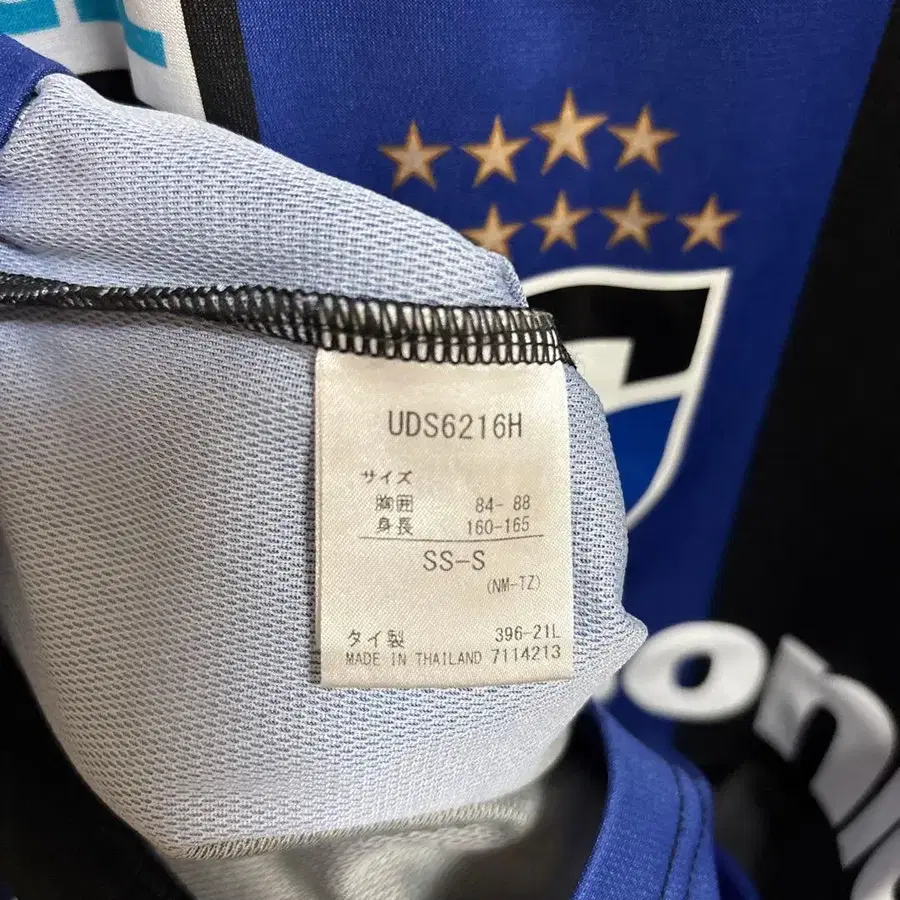 UDS6216H
サイズ
胸囲 84- 88
身長 160-165
SS-S
(NM-TZ)
タイ製 396-21L
MADE IN THAILAND 7114213